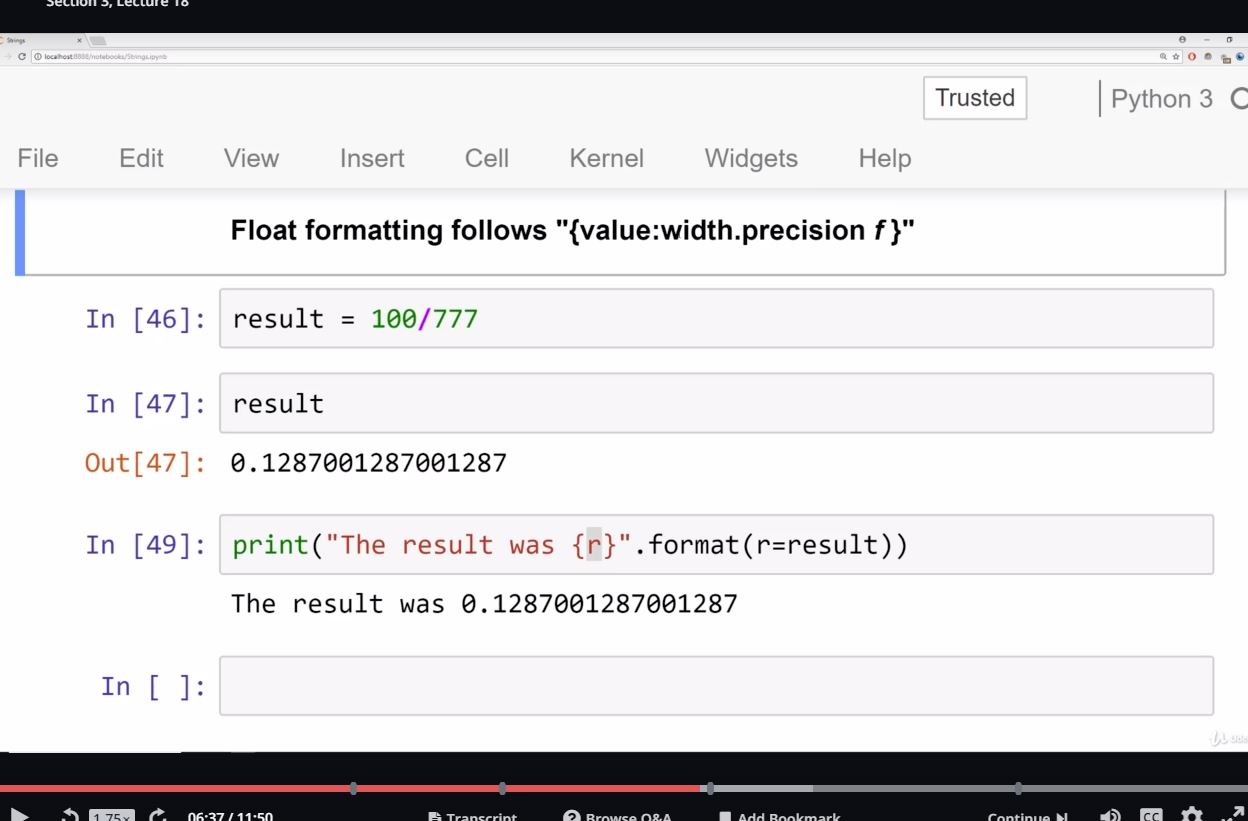 Section 3, Lecture 18
Strings
localhost:8888/notebooks/Strings.ipynb
Trusted
Python 3
File Edit View Insert Cell Kernel Widgets Help
Float formatting follows "{value:width.precision f }"
In [46]: result = 100/777
In [47]: result
Out[47]: 0.1287001287001287
In [49]: print("The result was {r}".format(r=result))
The result was 0.1287001287001287
In [ ]:
1.75x 06:37 / 11:50 Transcript Browse Q&A Add Bookmark Continue CC